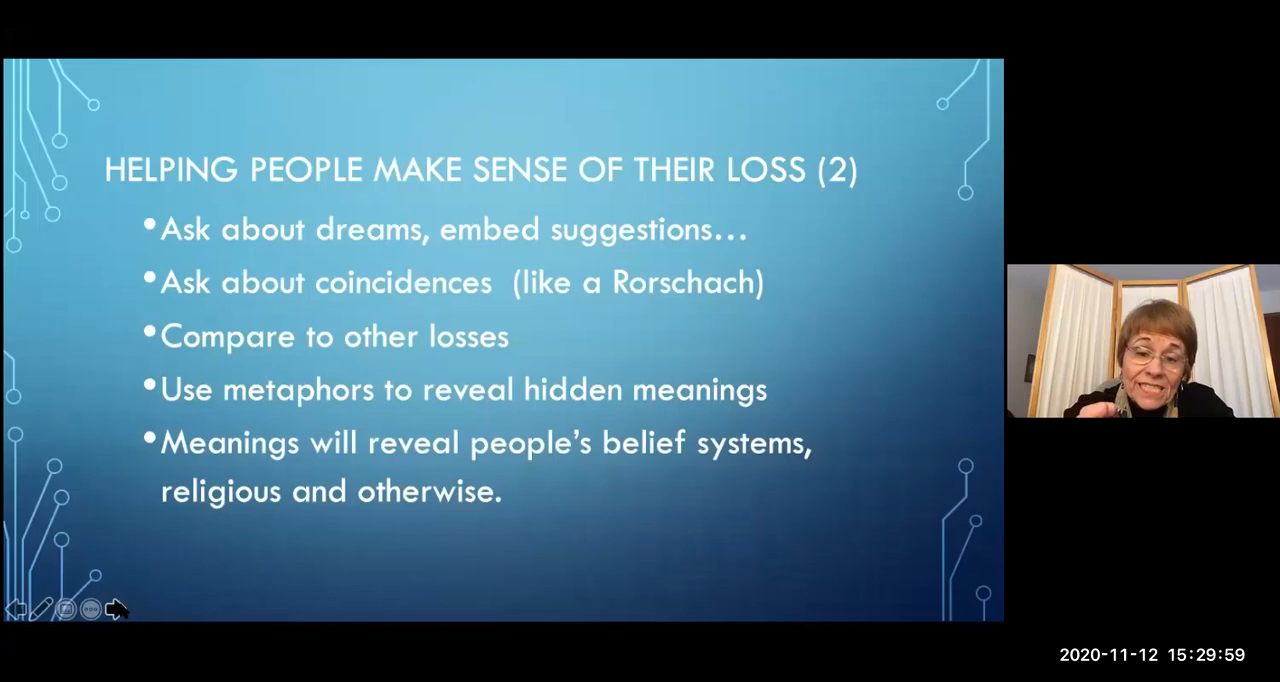 HELPING PEOPLE MAKE SENSE OF THEIR LOSS (2)
•Ask about dreams, embed suggestions...
•Ask about coincidences (like a Rorschach)
•Compare to other losses
•Use metaphors to reveal hidden meanings
•Meanings will reveal people's belief systems,
religious and otherwise.
2020-11-12 15:29:59